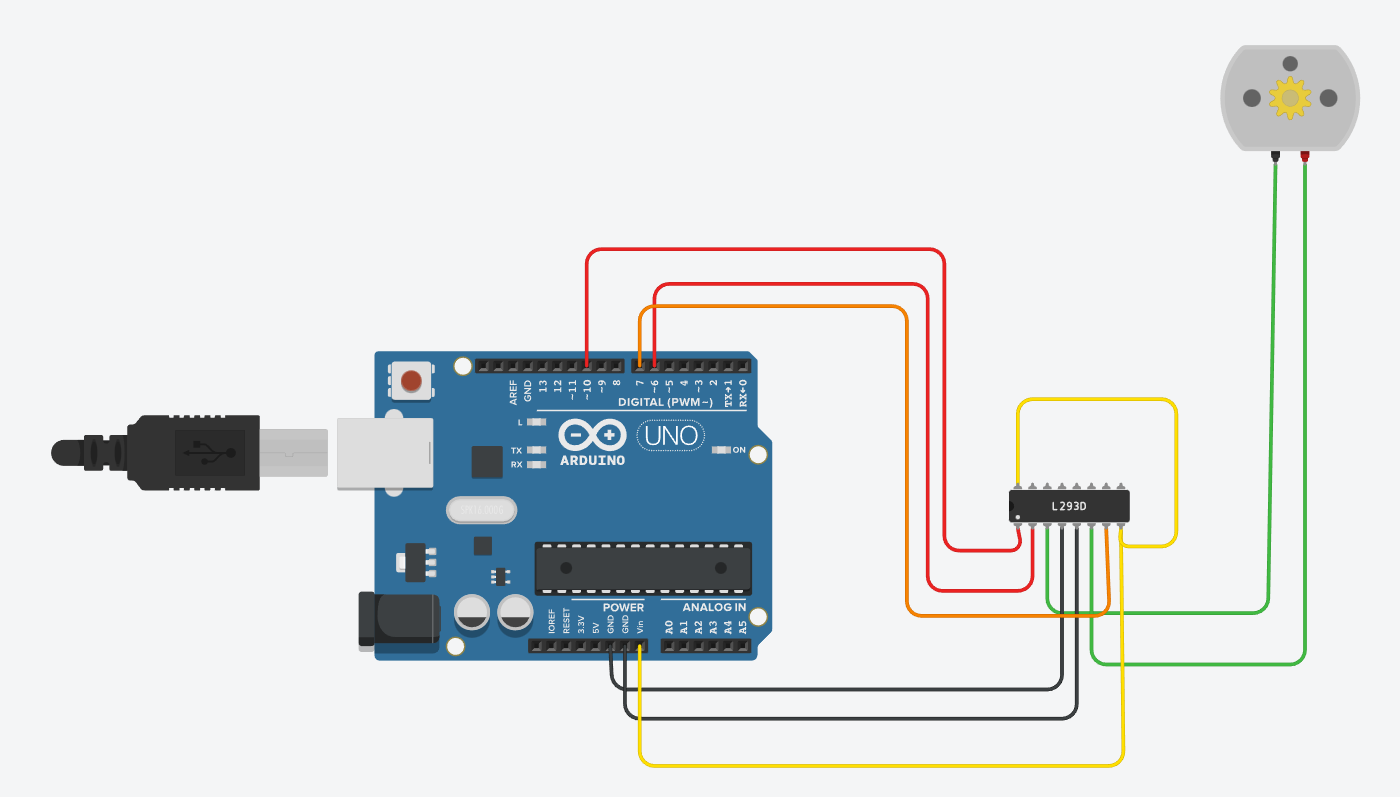 AREF
GND
13
12
~11
~10
~9
8
7
~6
~5
4
~3
2
TX→1
RX←0
DIGITAL (PWM~)
L
TX
RX
ARDUINO
UNO
ON
L293D
POWER
ANALOG IN
IOREF
RESET
3.3V
5V
GND
GND
Vin
A0
A1
A2
A3
A4
A5